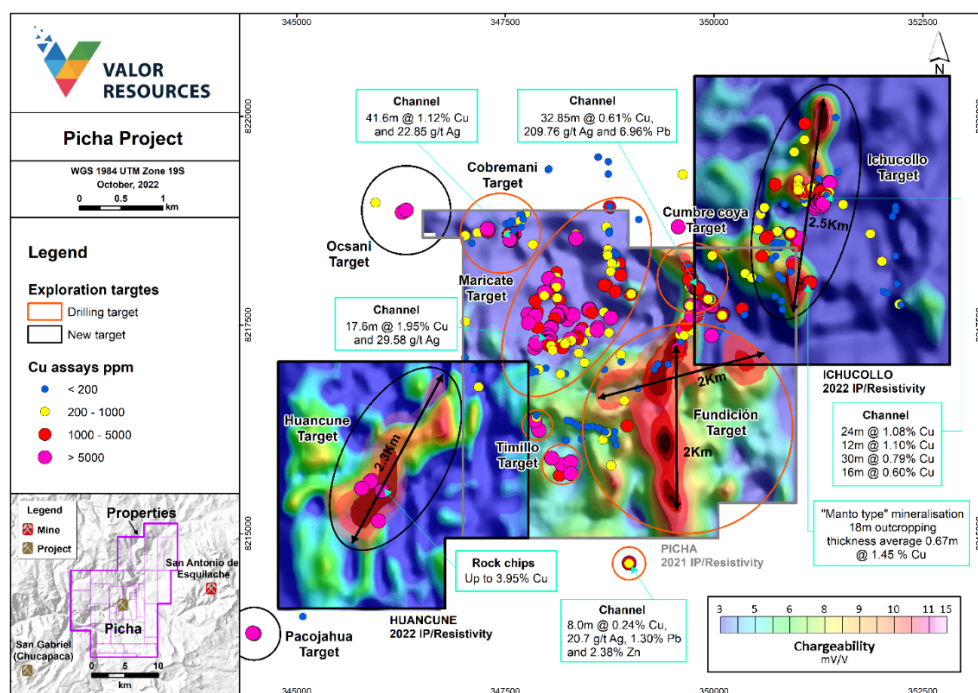 VALOR
RESOURCES
Picha Project
WGS 1984 UTM Zone 19S
October, 2022
0 0.5 1
km
Legend
Exploration targtes
Drilling target
New target
Cu assays ppm
< 200
200 - 1000
1000 - 5000
> 5000
Legend
Mine
Project
Properties
San Antonio de
Esquilache
Picha
San Gabriel
(Chucapaca)
0 5 10
km
345000 347500 350000 352500
N
8220000
8217500
8215000
Channel
41.6m @ 1.12% Cu
and 22.85 g/t Ag
Channel
32.85m @ 0.61% Cu,
209.76 g/t Ag and 6.96% Pb
Cobremani
Target
Ichucollo
Target
Ocsani
Target
Cumbre coya
Target
2.5Km
Maricate
Target
Channel
17.6m @ 1.95% Cu
and 29.58 g/t Ag
ICHUCOLLO
2022 IP/Resistivity
2Km
Huancune
Target
2.3Km
Fundición
Target
Timillo
Target
2Km
Channel
24m @ 1.08% Cu
12m @ 1.10% Cu
30m @ 0.79% Cu
16m @ 0.60% Cu
"Manto type" mineralisation
18m outcropping
thickness average 0.67m
@ 1.45 % Cu
PICHA
2021 IP/Resistivity
Rock chips
Up to 3.95% Cu
HUANCUNE
2022 IP/Resistivity
Channel
8.0m @ 0.24% Cu,
20.7 g/t Ag, 1.30% Pb
and 2.38% Zn
Pacojahua
Target
3 5 6 8 9 11 15
Chargeability
mV/V
345000 347500 350000 352500